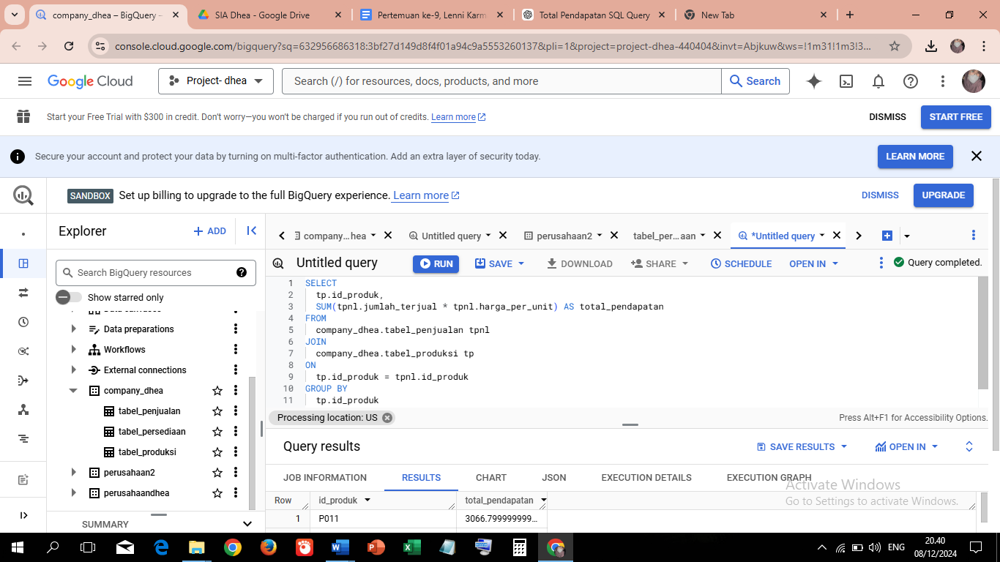 company_dhea – BigQuery –
SIA Dhea - Google Drive
Pertemuan ke-9, Lenni Karm
Total Pendapatan SQL Query
New Tab
console.cloud.google.com/bigquery?sq=632956686318:3bf27d149d8f4f01a94c9a5553260137&pli=1&project=project-dhea-440404&invt=Abjkuw&ws=!1m31!1m3!3...
Google Cloud
Project- dhea
Search (/) for resources, docs, products, and more
Search
Start your Free Trial with $300 in credit. Don’t worry—you won’t be charged if you run out of credits. Learn more
DISMISS
START FREE
Secure your account and protect your data by turning on multi-factor authentication. Add an extra layer of security today.
LEARN MORE
SANDBOX Set up billing to upgrade to the full BigQuery experience. Learn more
DISMISS
UPGRADE
Explorer
+ ADD
Search BigQuery resources
Show starred only
Data preparations
Workflows
External connections
company_dhea
tabel_penjualan
tabel_persediaan
tabel_produksi
perusahaan2
perusahaandhea
SUMMARY
company...hea
Untitled query
perusahaan2
tabel_per...aan
*Untitled query
Untitled query
RUN
SAVE
DOWNLOAD
SHARE
SCHEDULE
OPEN IN
Query completed.
1 SELECT
2 tp.id_produk,
3 SUM(tpnl.jumlah_terjual * tpnl.harga_per_unit) AS total_pendapatan
4 FROM
5 company_dhea.tabel_penjualan tpnl
6 JOIN
7 company_dhea.tabel_produksi tp
8 ON
9 tp.id_produk = tpnl.id_produk
10 GROUP BY
11 tp.id_produk
Processing location: US
Press Alt+F1 for Accessibility Options.
Query results
SAVE RESULTS
OPEN IN
JOB INFORMATION
RESULTS
CHART
JSON
EXECUTION DETAILS
EXECUTION GRAPH
Row id_produk total_pendapatan
1 P011 3066.799999999...
Activate Windows
Go to Settings to activate Windows.
ENG
20.40
08/12/2024